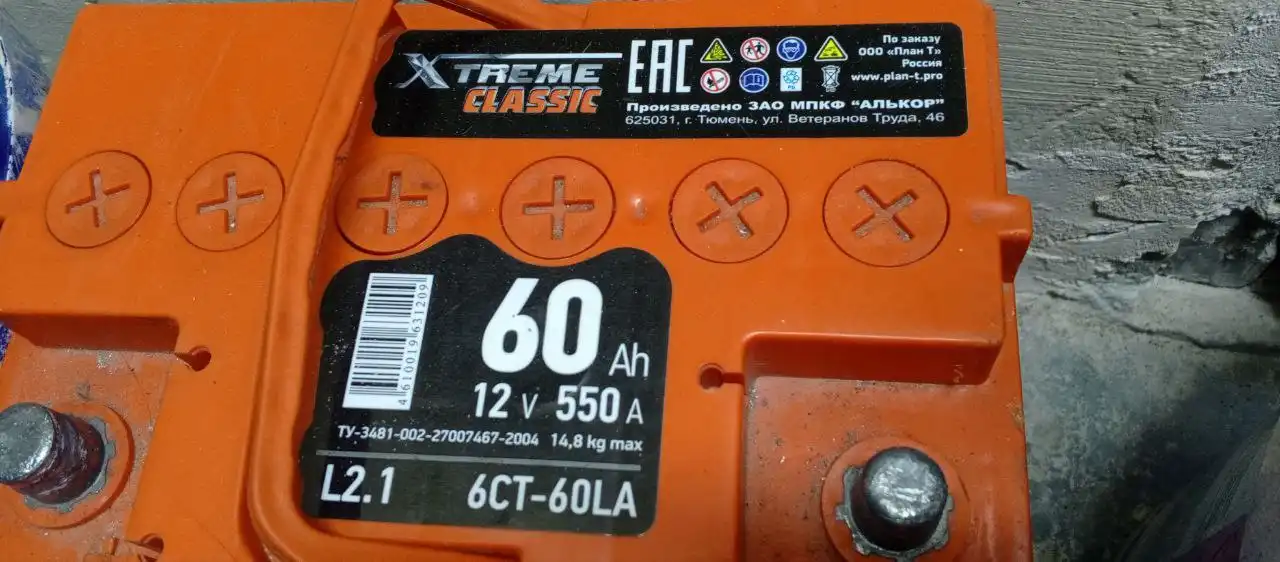 XTREME
CLASSIC
EAC
По заказу
ООО «План Т»
Россия
www.plan-t.pro
Pb
Произведено ЗАО МПКФ “АЛЬКОР”
625031, г. Тюмень, ул. Ветеранов Труда, 46
4610019631209
60 Ah
12 V 550 A
ТУ-3481-002-27007467-2004 14,8 kg max
L2.1 6СТ-60LA